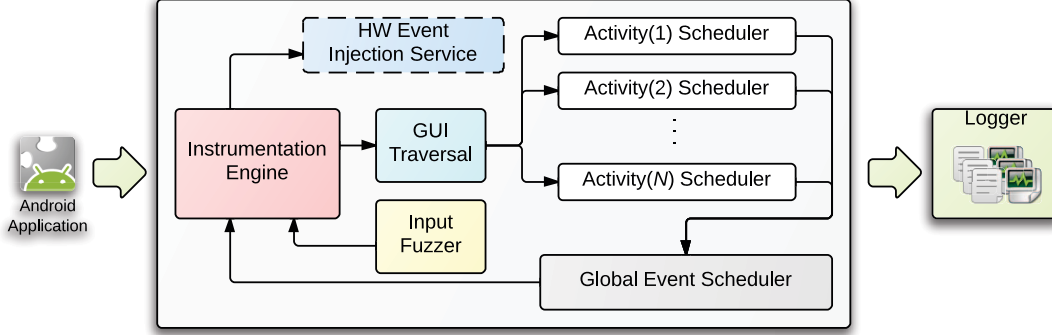 HW Event
Injection Service
Activity(1) Scheduler
Activity(2) Scheduler
Activity(N) Scheduler
Instrumentation
Engine
GUI
Traversal
Input
Fuzzer
Global Event Scheduler
Android
Application
Logger